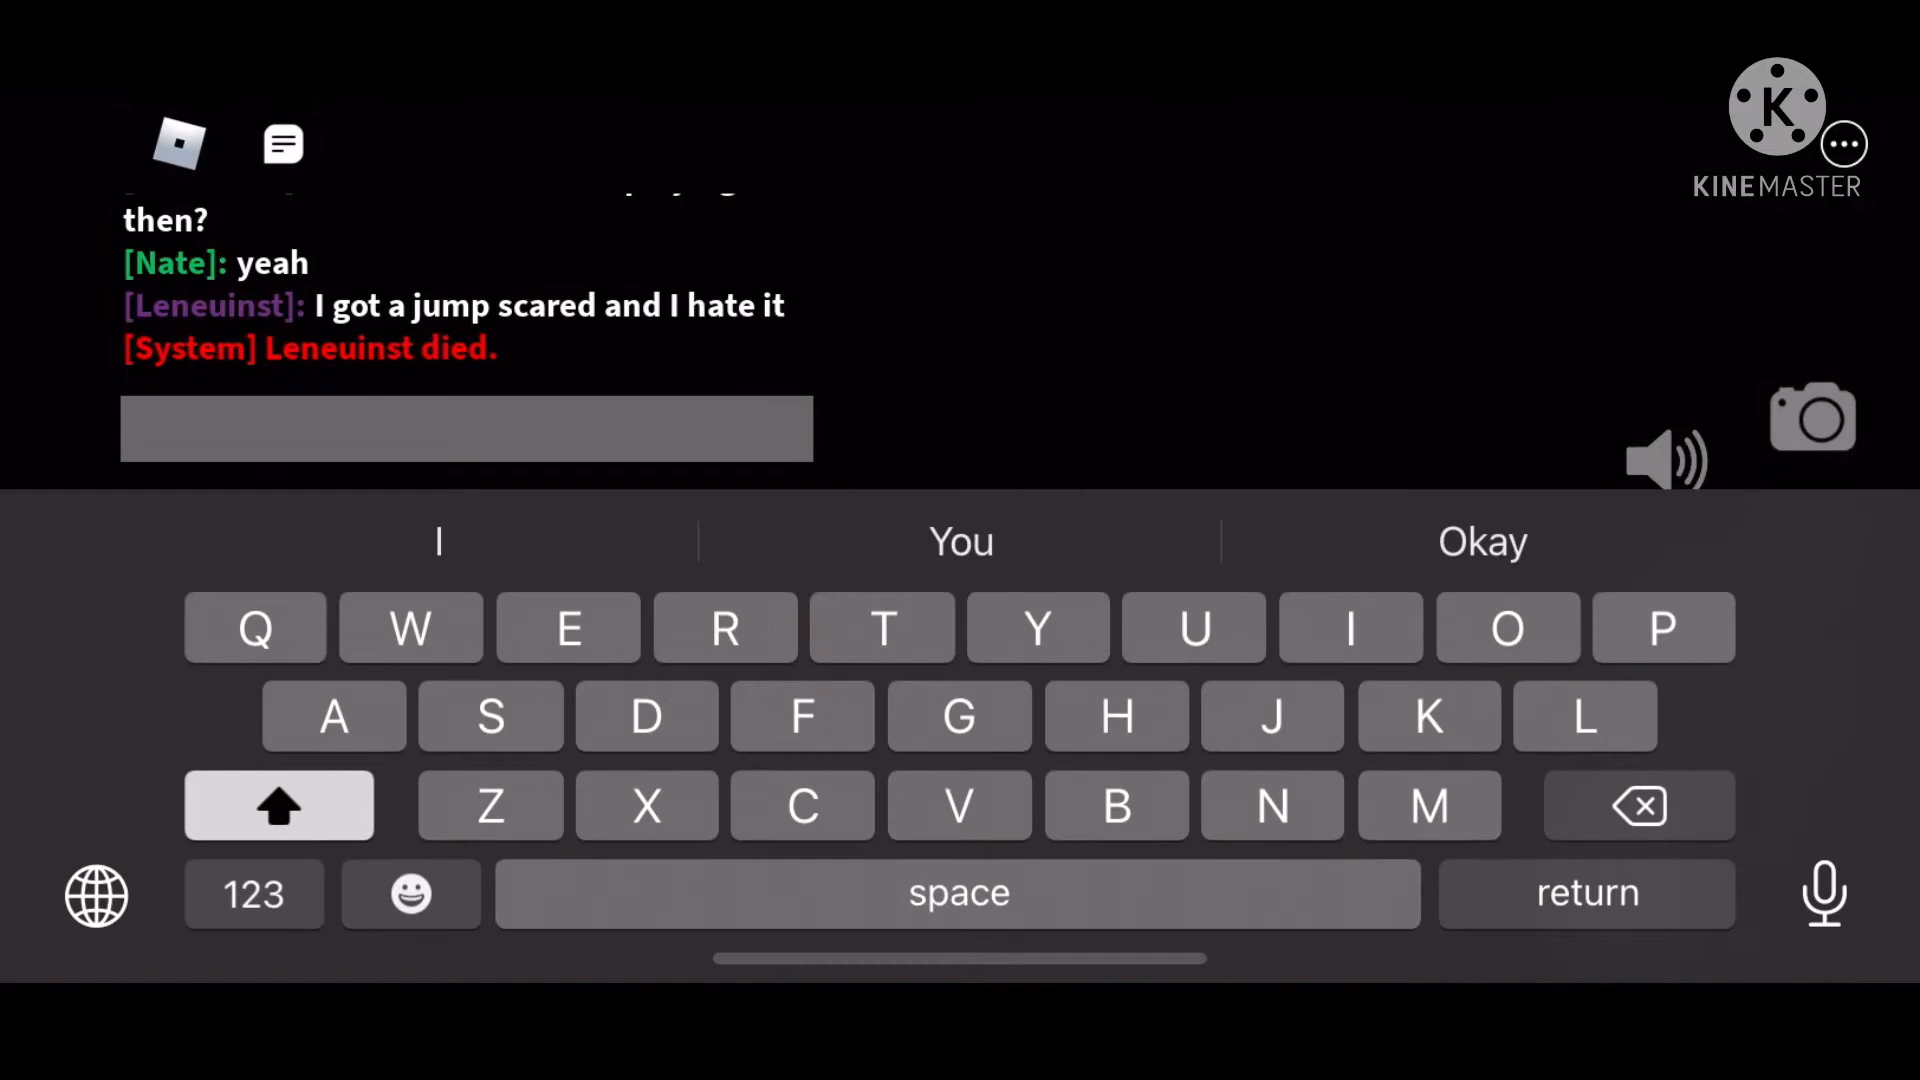 KINEMASTER
then?
[Nate]: yeah
[Leneuinst]: I got a jump scared and I hate it
[System] Leneuinst died.
I You Okay
Q W E R T Y U I O P
A S D F G H J K L
Z X C V B N M
123 space return